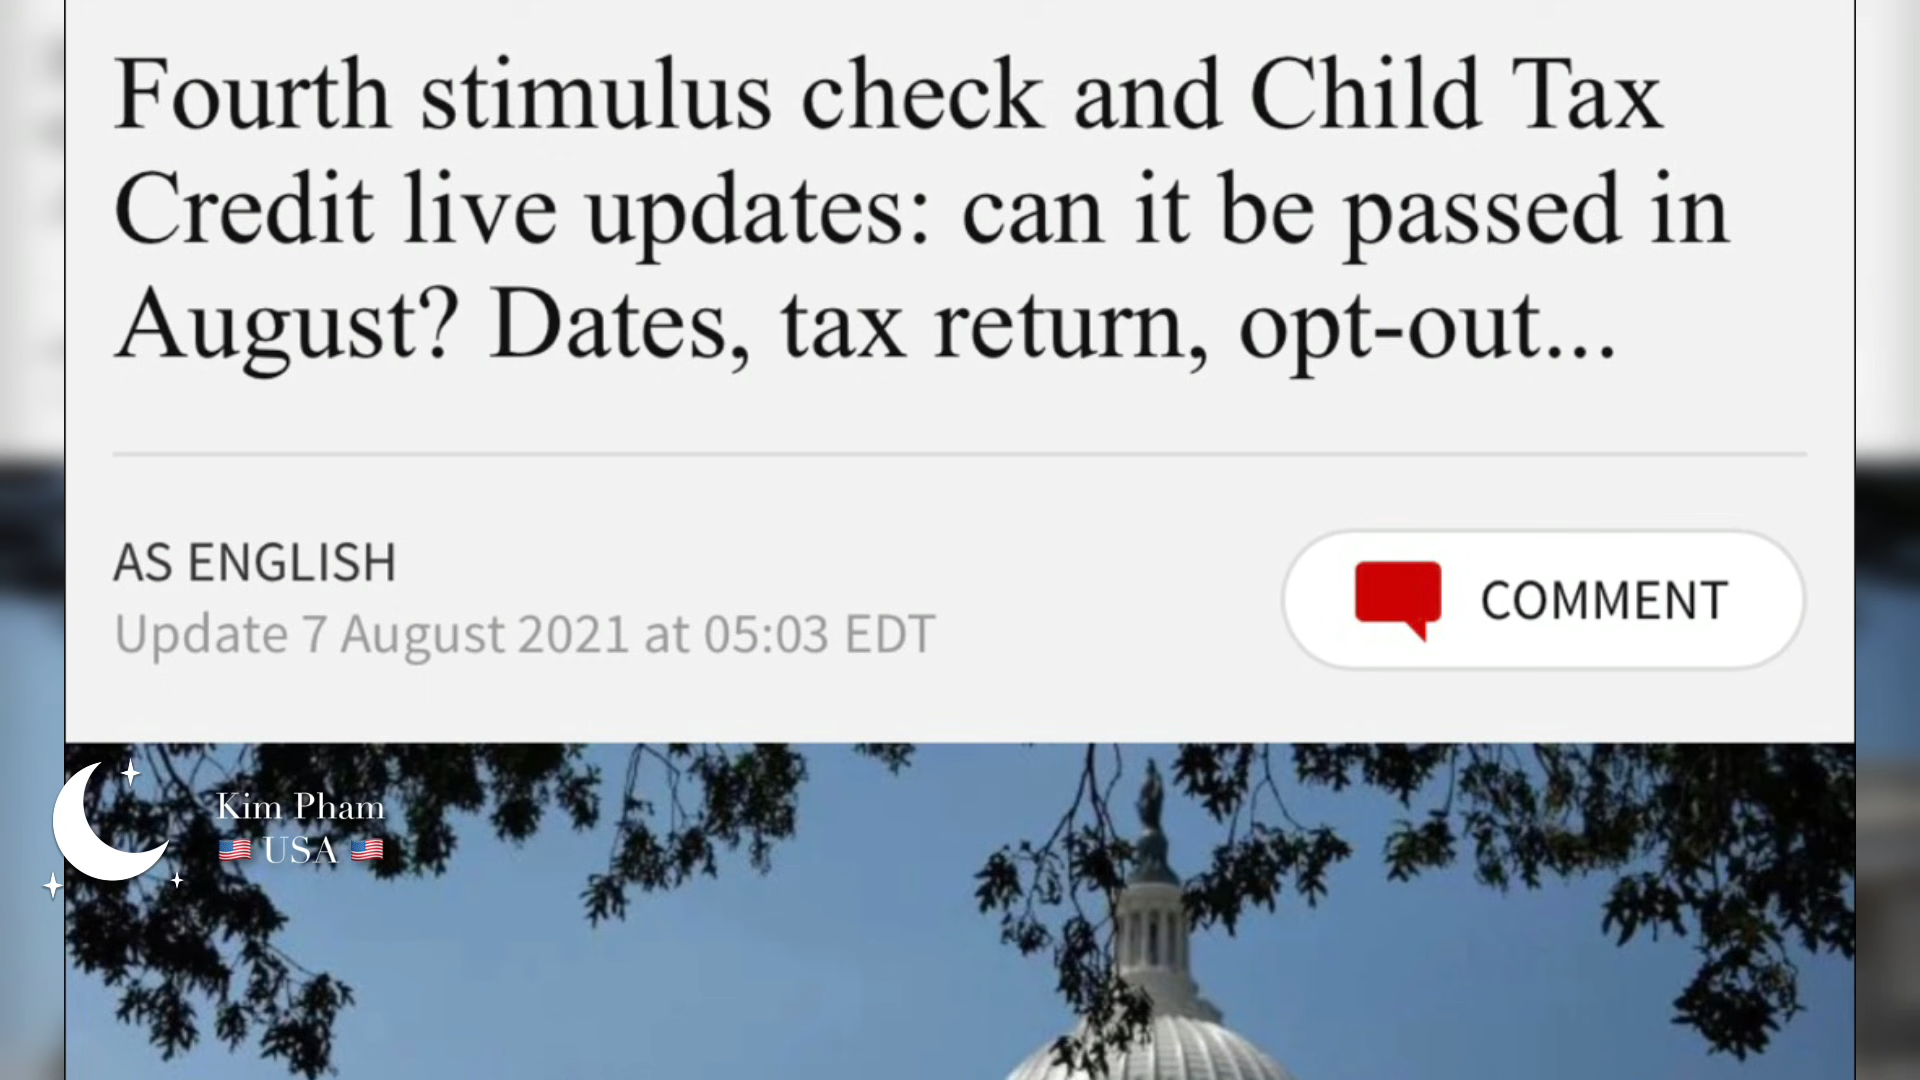 Fourth stimulus check and Child Tax
Credit live updates: can it be passed in
August? Dates, tax return, opt-out...
AS ENGLISH
Update 7 August 2021 at 05:03 EDT
COMMENT
Kim Pham
🇺🇸 USA 🇺🇸